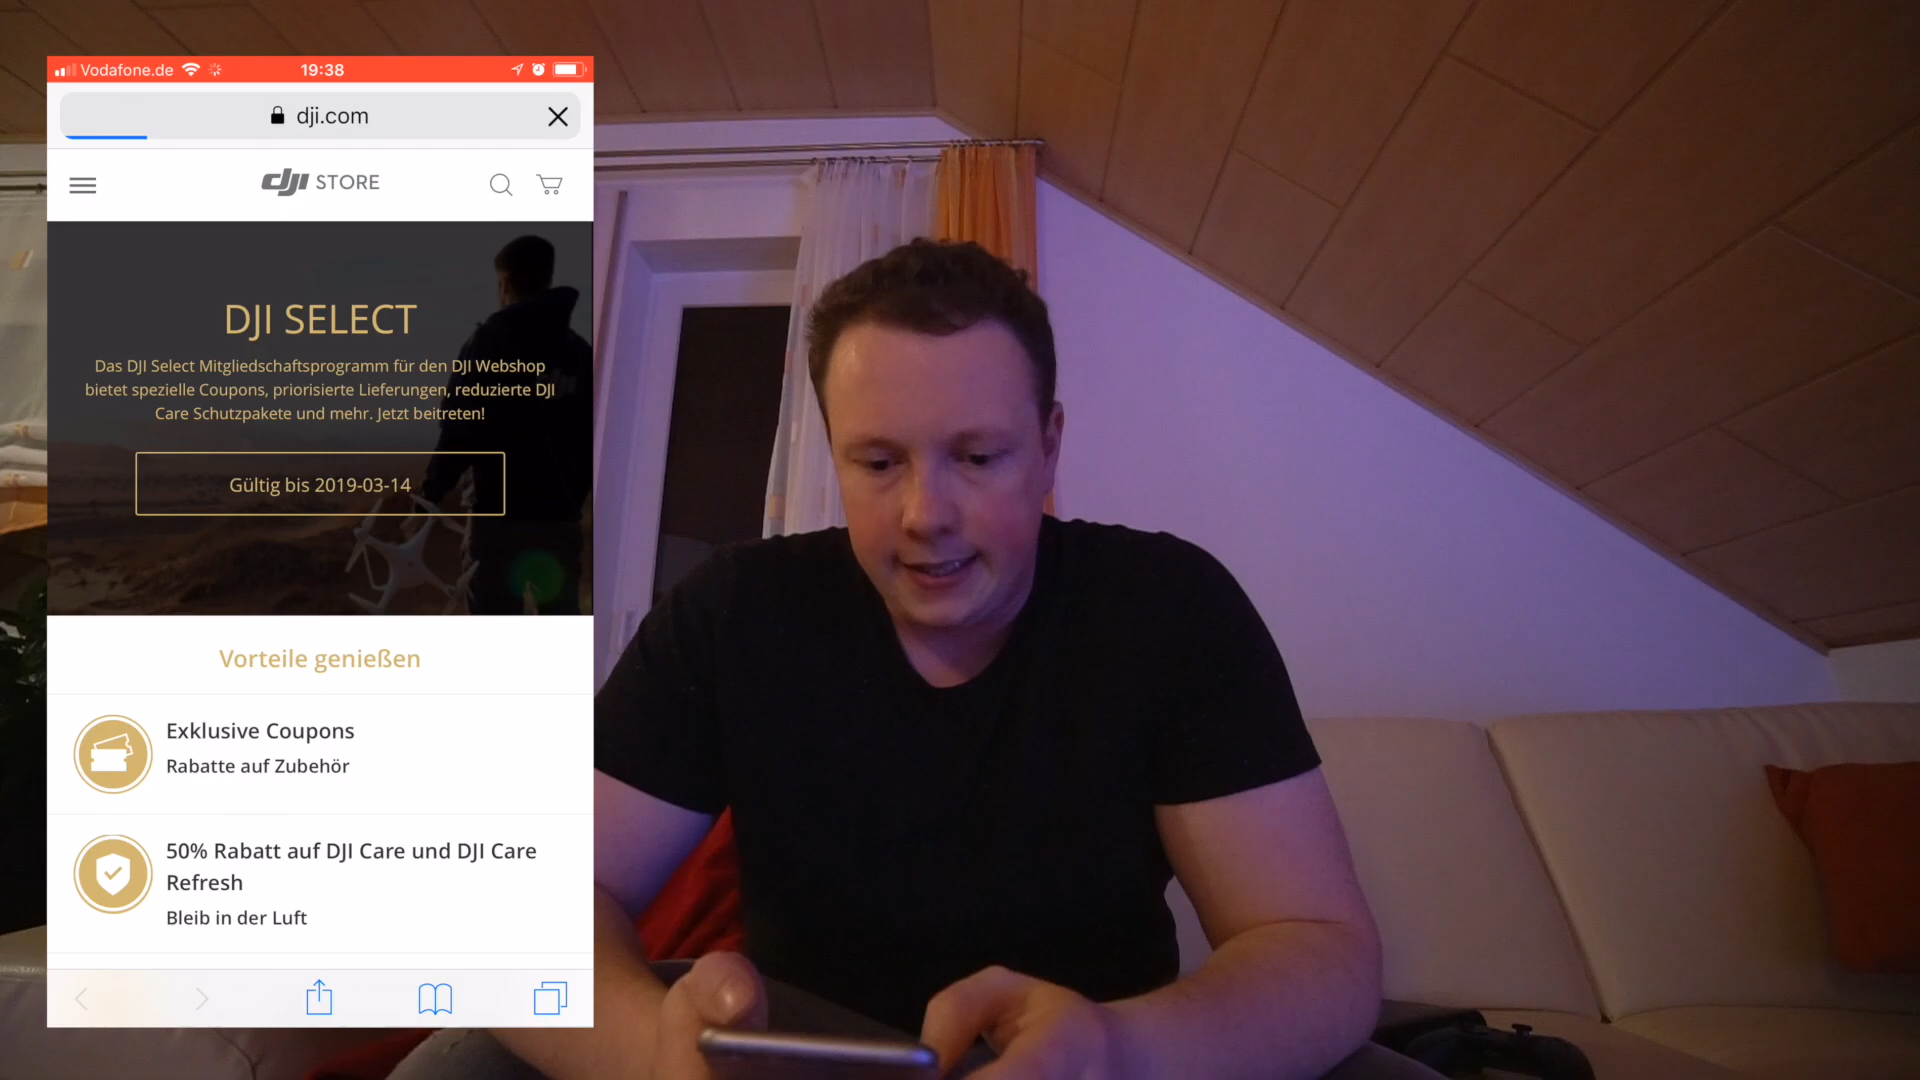 Vodafone.de
19:38
dji.com
dji STORE
DJI SELECT
Das DJI Select Mitgliedschaftsprogramm für den DJI Webshop
bietet spezielle Coupons, priorisierte Lieferungen, reduzierte DJI
Care Schutzpakete und mehr. Jetzt beitreten!
Gültig bis 2019-03-14
Vorteile genießen
Exklusive Coupons
Rabatte auf Zubehör
50% Rabatt auf DJI Care und DJI Care
Refresh
Bleib in der Luft